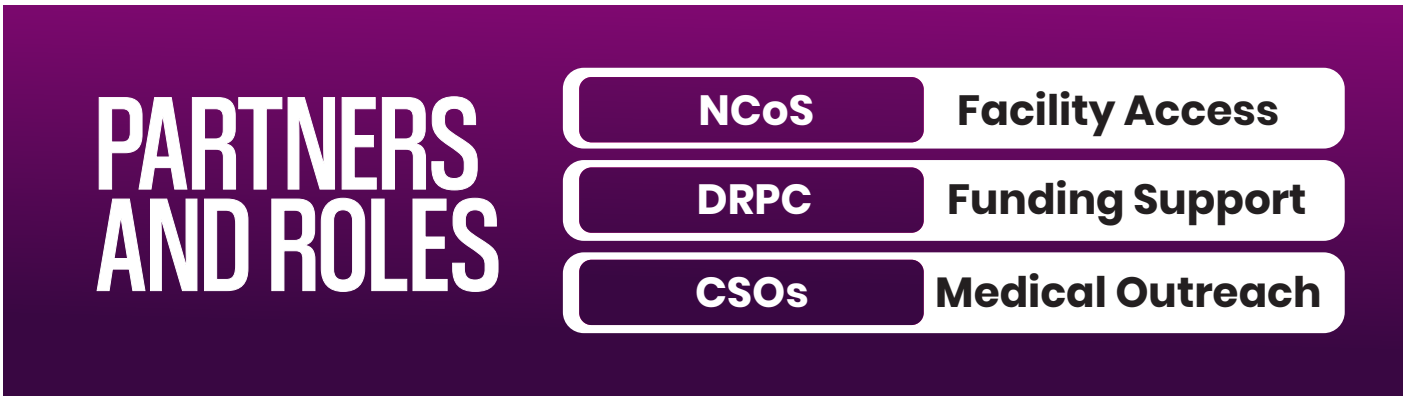 PARTNERS
AND ROLES
NCoS Facility Access
DRPC Funding Support
CSOs Medical Outreach